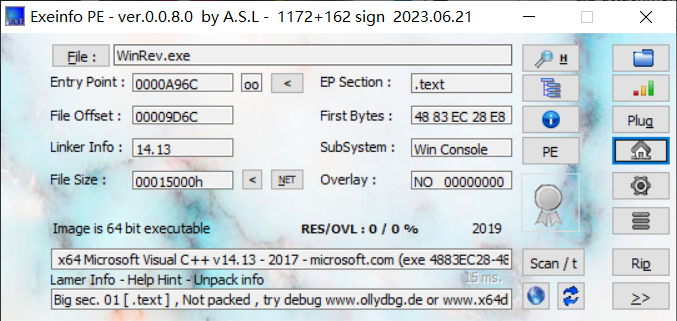 Exeinfo PE - ver.0.0.8.0 by A.S.L - 1172+162 sign 2023.06.21
File : WinRev.exe H
Entry Point : 0000A96C oo < EP Section : .text
File Offset : 00009D6C First Bytes : 48 83 EC 28 E8 Plug
Linker Info : 14.13 SubSystem : Win Console PE
File Size : 00015000h < NET Overlay : NO 00000000
Image is 64 bit executable RES/OVL : 0 / 0 % 2019
x64 Microsoft Visual C++ v14.13 - 2017 - microsoft.com (exe 4883EC28-48 Scan / t Rip
Lamer Info - Help Hint - Unpack info 15 ms.
Big sec. 01 [ .text ] , Not packed , try debug www.ollydbg.de or www.x64d >>